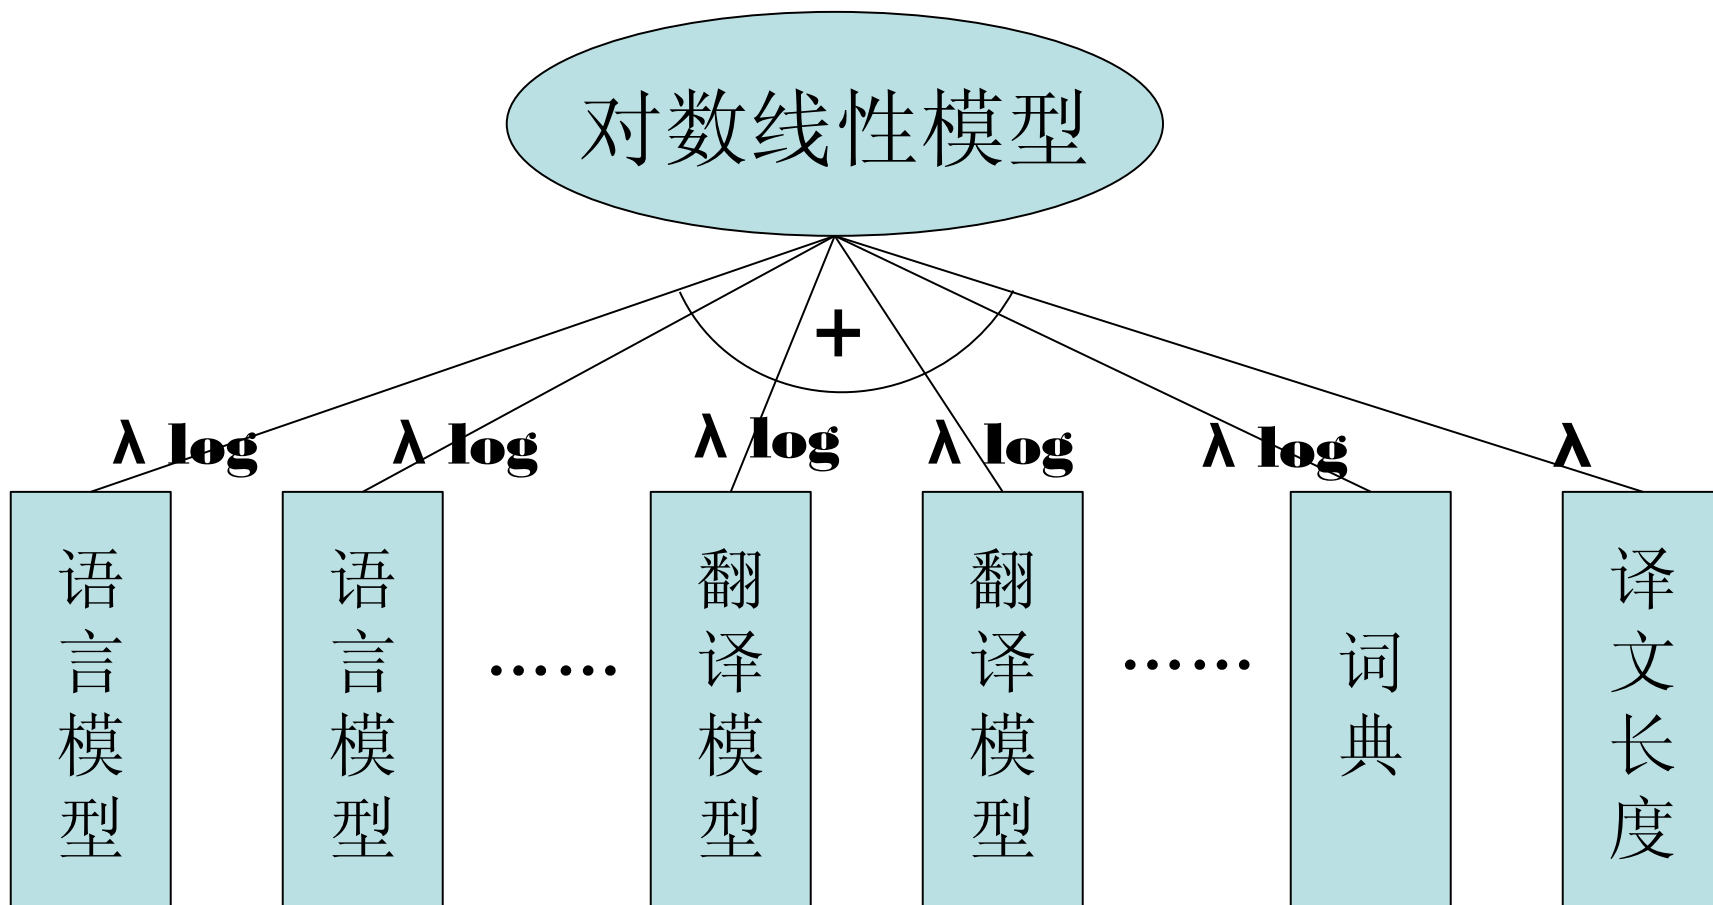 对数线性模型
+
λ log
λ log
λ log
λ log
λ log
λ
语言模型
语言模型
……
翻译模型
翻译模型
……
词典
译文长度